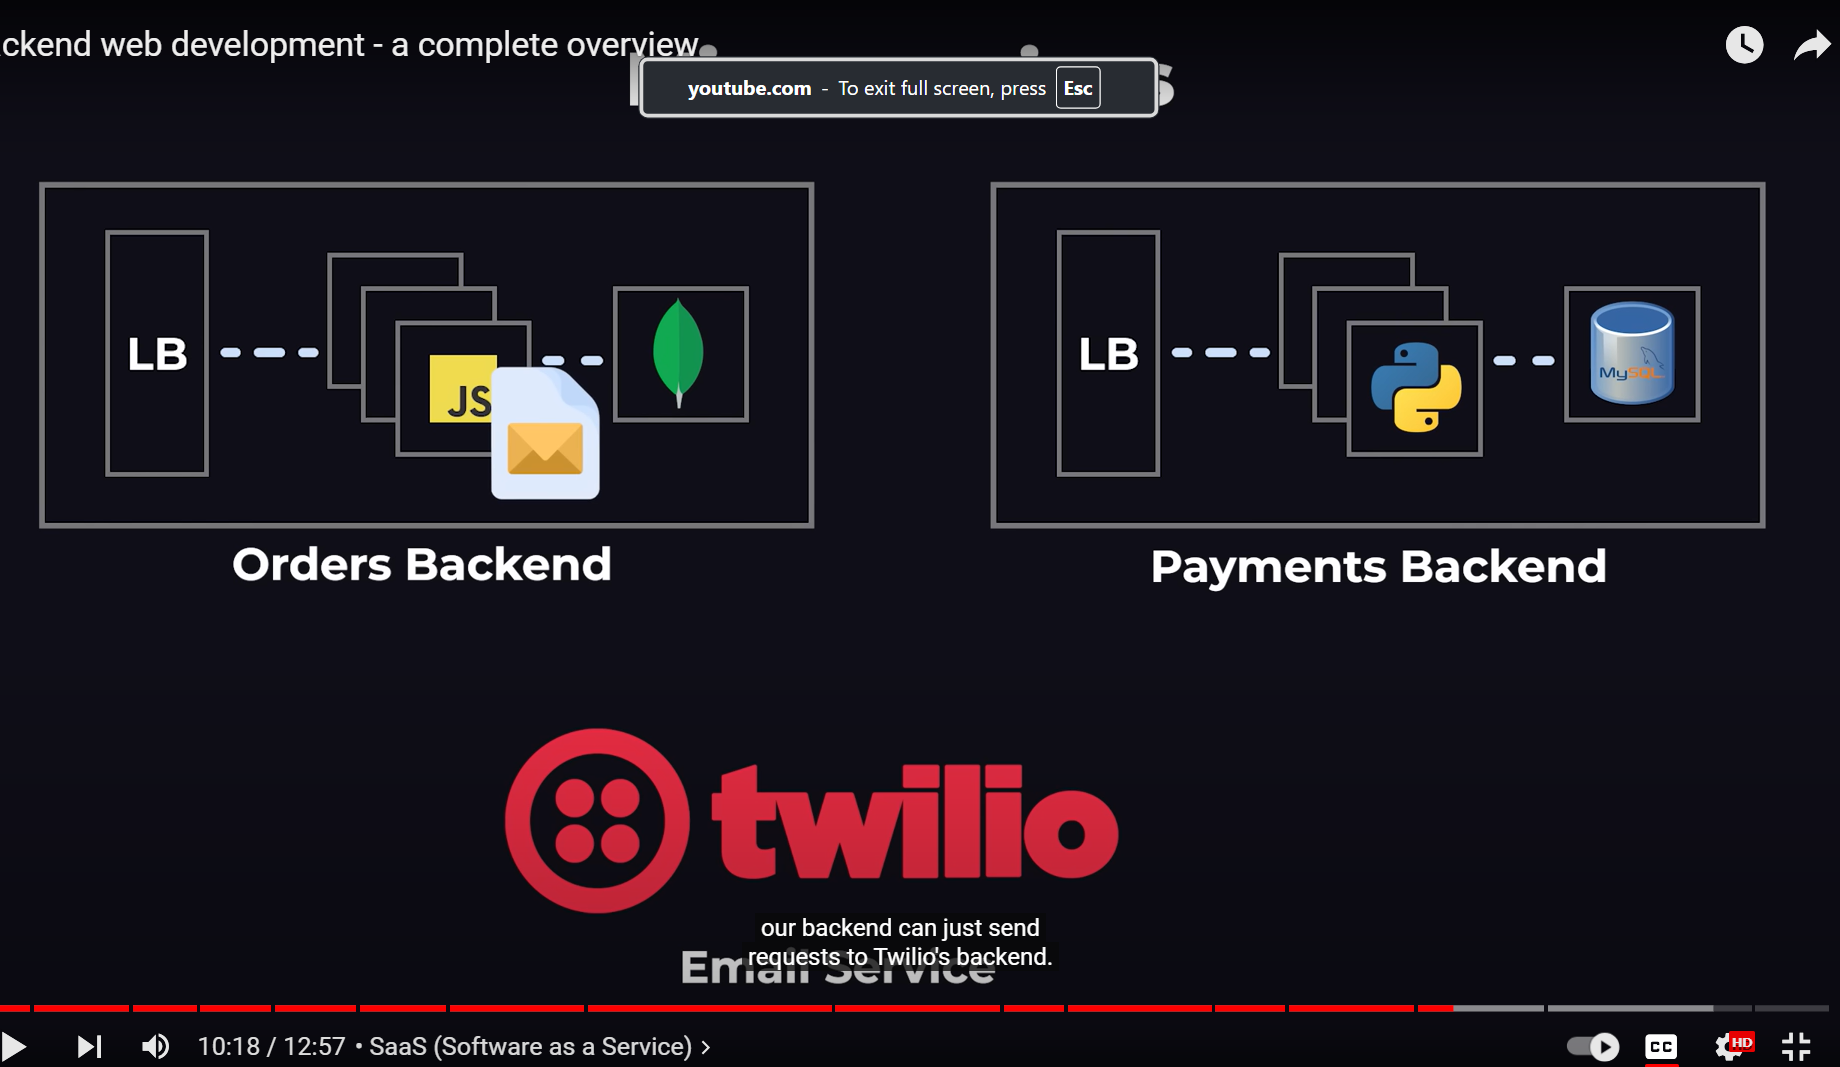 ckend web development - a complete overview
youtube.com - To exit full screen, press Esc
LB
JS
LB
MySQL
Orders Backend
Payments Backend
twilio
our backend can just send
requests to Twilio's backend.
Email Service
10:18 / 12:57 • SaaS (Software as a Service) >
CC
HD